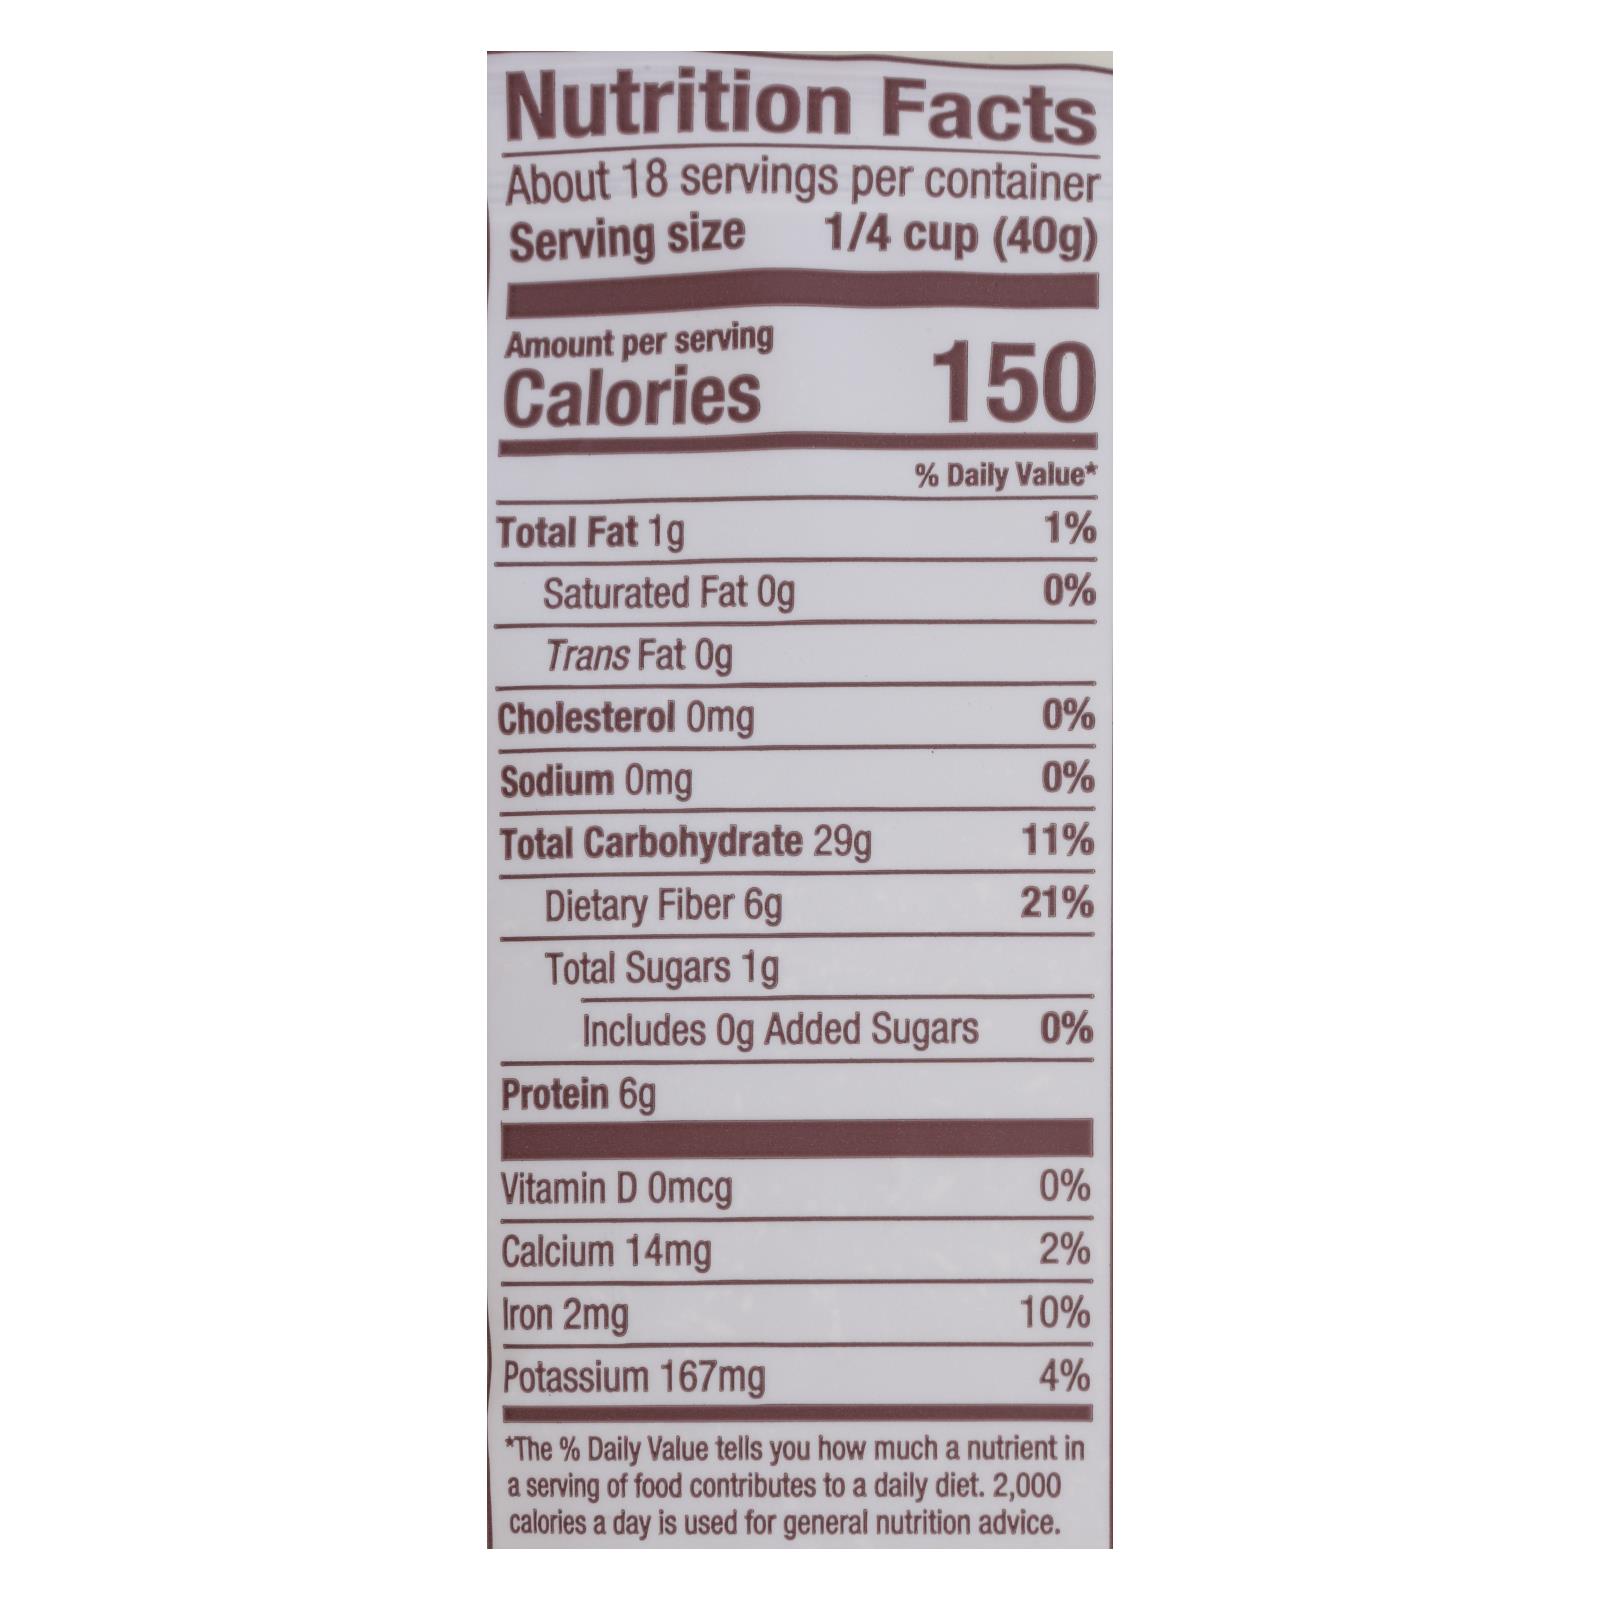 Nutrition Facts
About 18 servings per container
Serving size 1/4 cup (40g)
Amount per serving
Calories 150
% Daily Value*
Total Fat 1g 1%
Saturated Fat 0g 0%
Trans Fat 0g
Cholesterol 0mg 0%
Sodium 0mg 0%
Total Carbohydrate 29g 11%
Dietary Fiber 6g 21%
Total Sugars 1g
Includes 0g Added Sugars 0%
Protein 6g
Vitamin D 0mcg 0%
Calcium 14mg 2%
Iron 2mg 10%
Potassium 167mg 4%
*The % Daily Value tells you how much a nutrient in
a serving of food contributes to a daily diet. 2,000
calories a day is used for general nutrition advice.